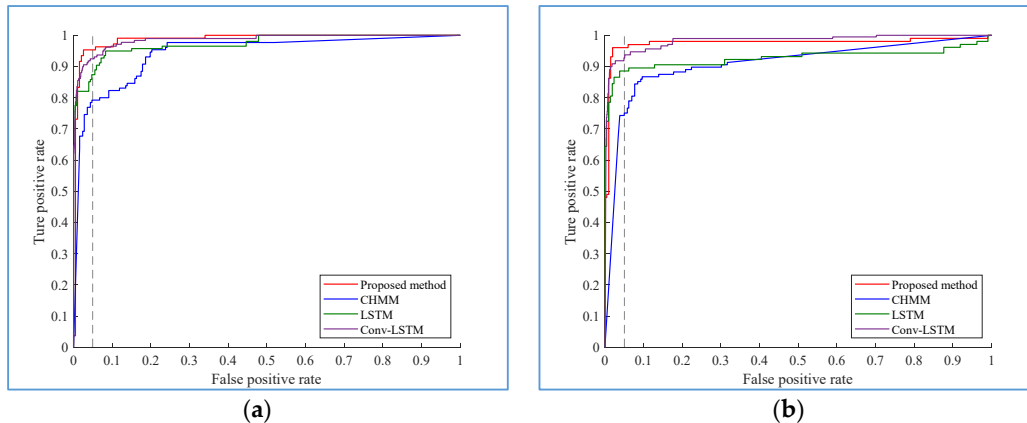 1
0.9
0.8
0.7
0.6
0.5
0.4
0.3
0.2
0.1
0
Ture positive rate
Proposed method
CHMM
LSTM
Conv-LSTM
0 0.1 0.2 0.3 0.4 0.5 0.6 0.7 0.8 0.9 1
False positive rate
(a)
1
0.9
0.8
0.7
0.6
0.5
0.4
0.3
0.2
0.1
0
Ture positive rate
Proposed method
CHMM
LSTM
Conv-LSTM
0 0.1 0.2 0.3 0.4 0.5 0.6 0.7 0.8 0.9 1
False positive rate
(b)